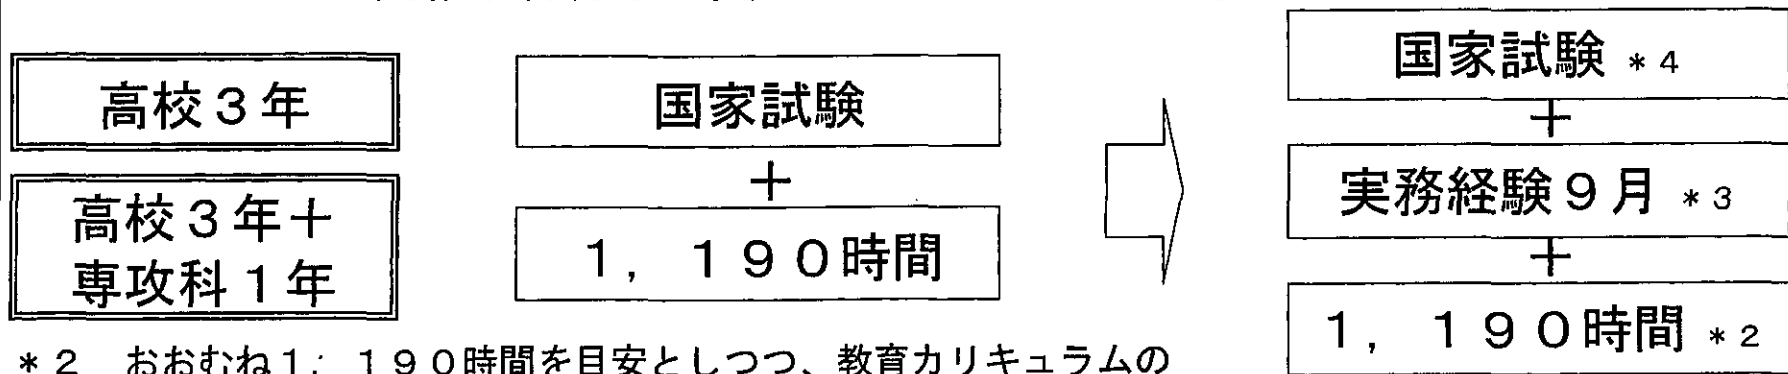 高校３年
高校３年＋
専攻科１年
国家試験
＋
１，１９０時間
国家試験 ＊４
＋
実務経験９月 ＊３
＋
１，１９０時間 ＊２
＊２　おおむね１，１９０時間を目安としつつ、教育カリキュラムの